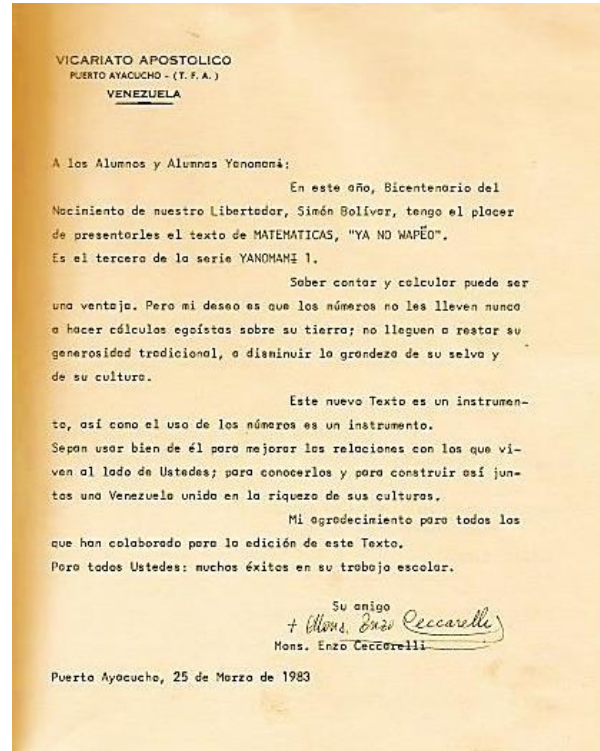 VICARIATO APOSTOLICO
PUERTO AYACUCHO - (T. F. A.)
VENEZUELA
A los Alumnos y Alumnas Yanomamɨ:
En este año, Bicentenario del
Nacimiento de nuestro Libertador, Simón Bolívar, tengo el placer
de presentarles el texto de MATEMATICAS, "YA NO WAPËO".
Es el tercero de la serie YANOMAMɨ 1.
Saber contar y calcular puede ser
una ventaja. Pero mi deseo es que los números no les lleven nunca
a hacer cálculos egoístas sobre su tierra; no lleguen a restar su
generosidad tradicional, a disminuir la grandeza de su selva y
de su cultura.
Este nuevo Texto es un instrumen-
to, así como el uso de los números es un instrumento.
Sepan usar bien de él para mejorar las relaciones con los que vi-
ven al lado de Ustedes; para conocerlos y para construir así jun-
tos una Venezuela unida en la riqueza de sus culturas.
Mi agradecimiento para todos los
que han colaborado para la edición de este Texto.
Para todos Ustedes: muchos éxitos en su trabajo escolar.
Su amigo
+ Mons. Enzo Ceccarelli
Mons. Enzo Ceccarelli
Puerto Ayacucho, 25 de Marzo de 1983